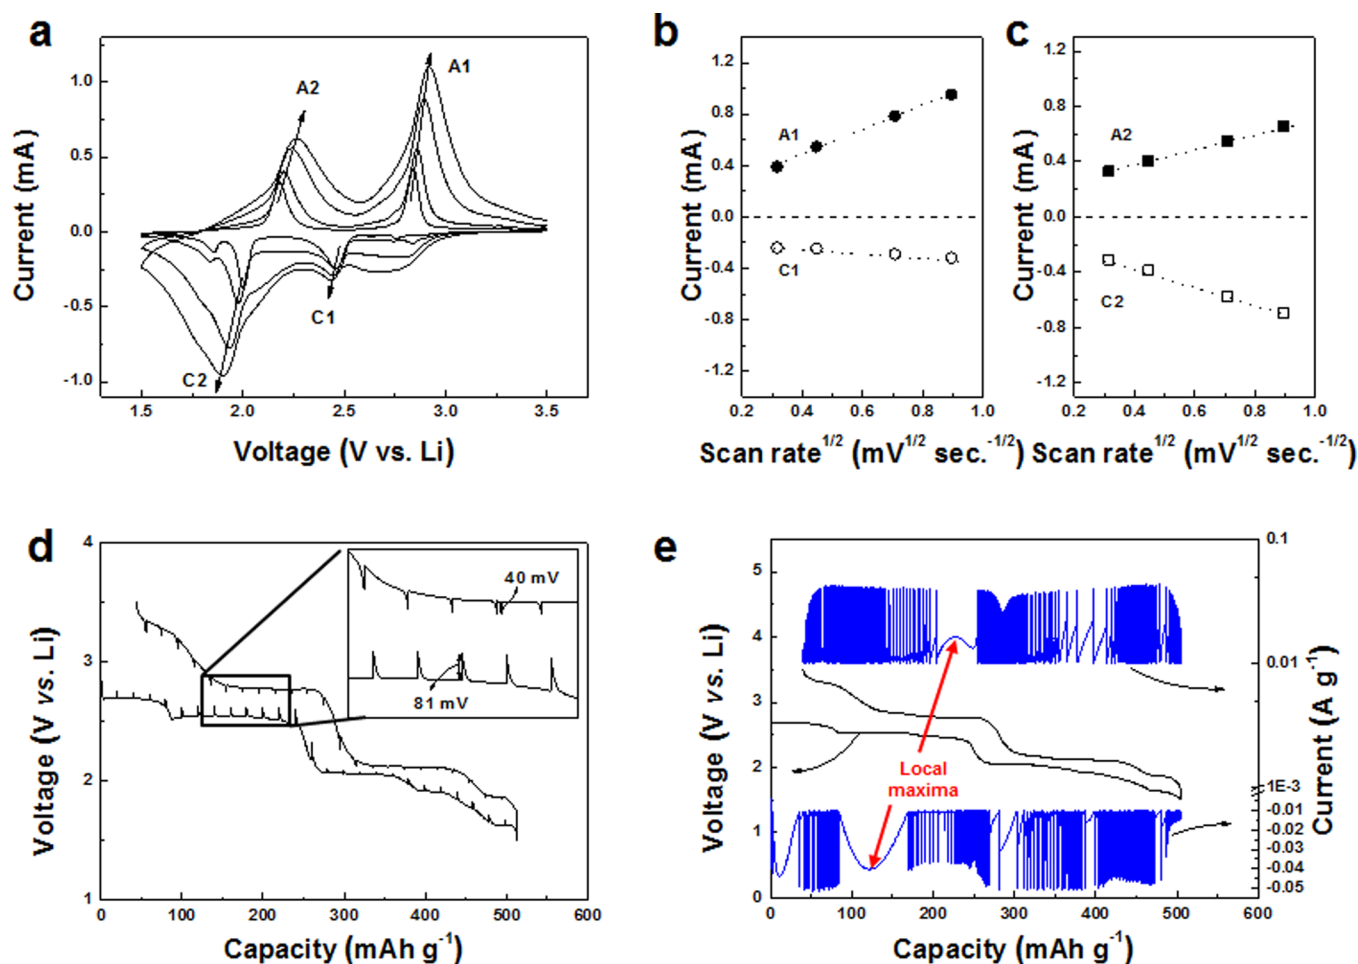 a
A1
A2
C1
C2
1.0
0.5
0.0
-0.5
-1.0
1.5 2.0 2.5 3.0 3.5
Current (mA)
Voltage (V vs. Li)
b
A1
C1
1.2
0.8
0.4
0.0
-0.4
-0.8
-1.2
0.2 0.4 0.6 0.8 1.0
Current (mA)
Scan rate^1/2 (mV^1/2 sec.^-1/2)
c
A2
C2
1.2
0.8
0.4
0.0
-0.4
-0.8
-1.2
0.2 0.4 0.6 0.8 1.0
Current (mA)
Scan rate^1/2 (mV^1/2 sec.^-1/2)
d
40 mV
81 mV
4
3
2
1
0 100 200 300 400 500 600
Voltage (V vs. Li)
Capacity (mAh g^-1)
e
Local
maxima
5
4
3
2
1
0
0 100 200 300 400 500 600
0.1
0.01
1E-3
-0.01
-0.02
-0.03
-0.04
-0.05
Voltage (V vs. Li)
Current (A g^-1)
Capacity (mAh g^-1)